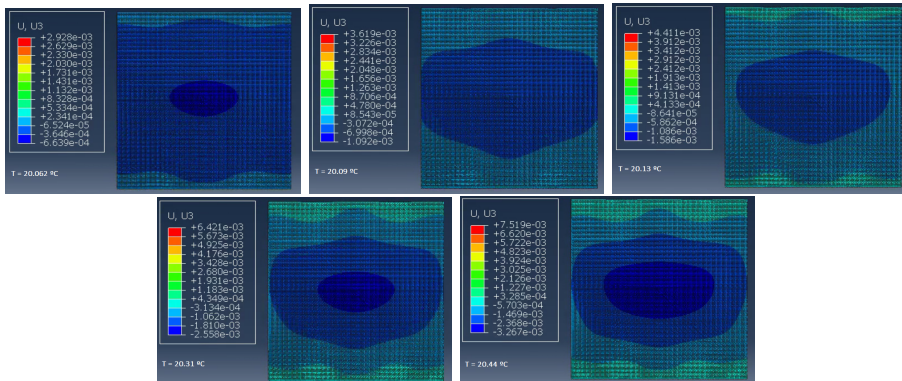 U, U3
+2.928e-03
+2.629e-03
+2.330e-03
+2.030e-03
+1.731e-03
+1.431e-03
+1.132e-03
+8.328e-04
+5.334e-04
+2.341e-04
-6.524e-05
-3.646e-04
-6.639e-04
T = 20.062 ºC
U, U3
+3.619e-03
+3.226e-03
+2.834e-03
+2.441e-03
+2.048e-03
+1.656e-03
+1.263e-03
+8.706e-04
+4.780e-04
+8.543e-05
-3.072e-04
-6.998e-04
-1.092e-03
T = 20.09 ºC
U, U3
+4.411e-03
+3.912e-03
+3.412e-03
+2.912e-03
+2.412e-03
+1.913e-03
+1.413e-03
+9.131e-04
+4.133e-04
-8.641e-05
-5.862e-04
-1.086e-03
-1.586e-03
T = 20.13 ºC
U, U3
+6.421e-03
+5.673e-03
+4.925e-03
+4.176e-03
+3.428e-03
+2.680e-03
+1.931e-03
+1.183e-03
+4.349e-04
-3.134e-04
-1.062e-03
-1.810e-03
-2.558e-03
T = 20.31 ºC
U, U3
+7.519e-03
+6.620e-03
+5.722e-03
+4.823e-03
+3.924e-03
+3.025e-03
+2.126e-03
+1.227e-03
+3.285e-04
-5.703e-04
-1.469e-03
-2.368e-03
-3.267e-03
T = 20.44 ºC